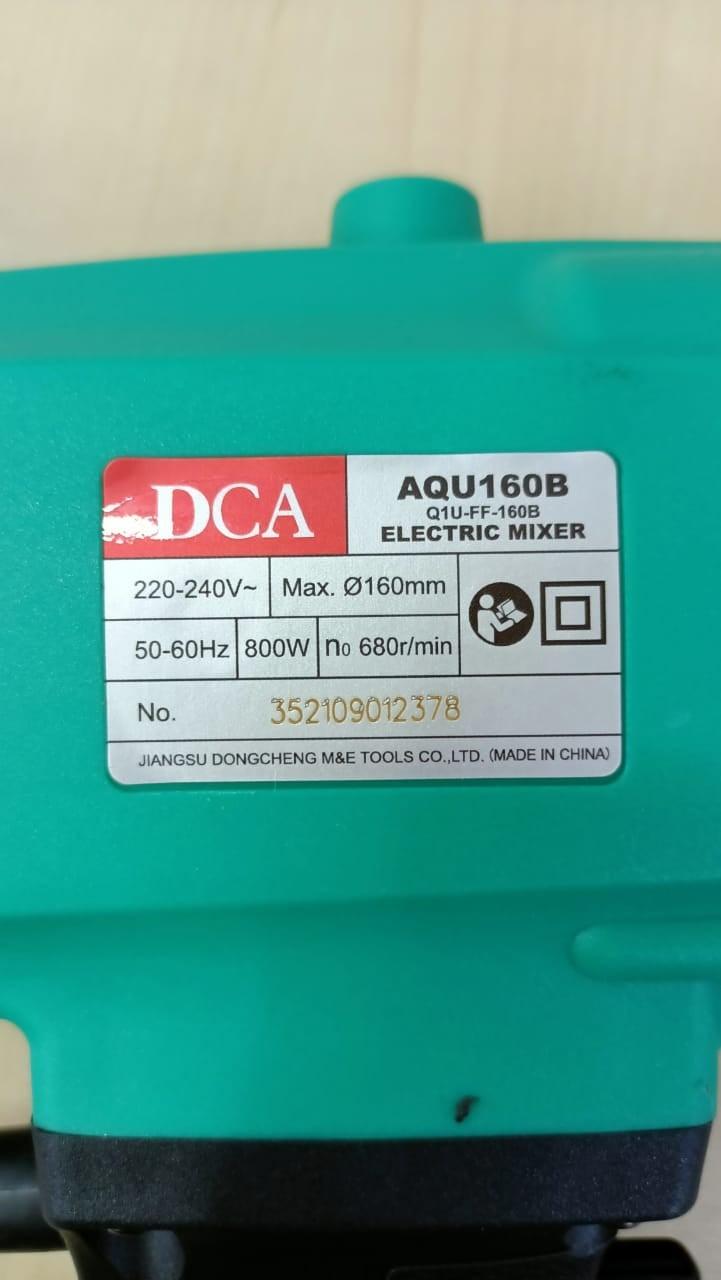 DCA
AQU160B
Q1U-FF-160B
ELECTRIC MIXER
220-240V~ Max. Ø160mm
50-60Hz 800W n₀ 680r/min
No. 352109012378
JIANGSU DONGCHENG M&E TOOLS CO.,LTD. (MADE IN CHINA)